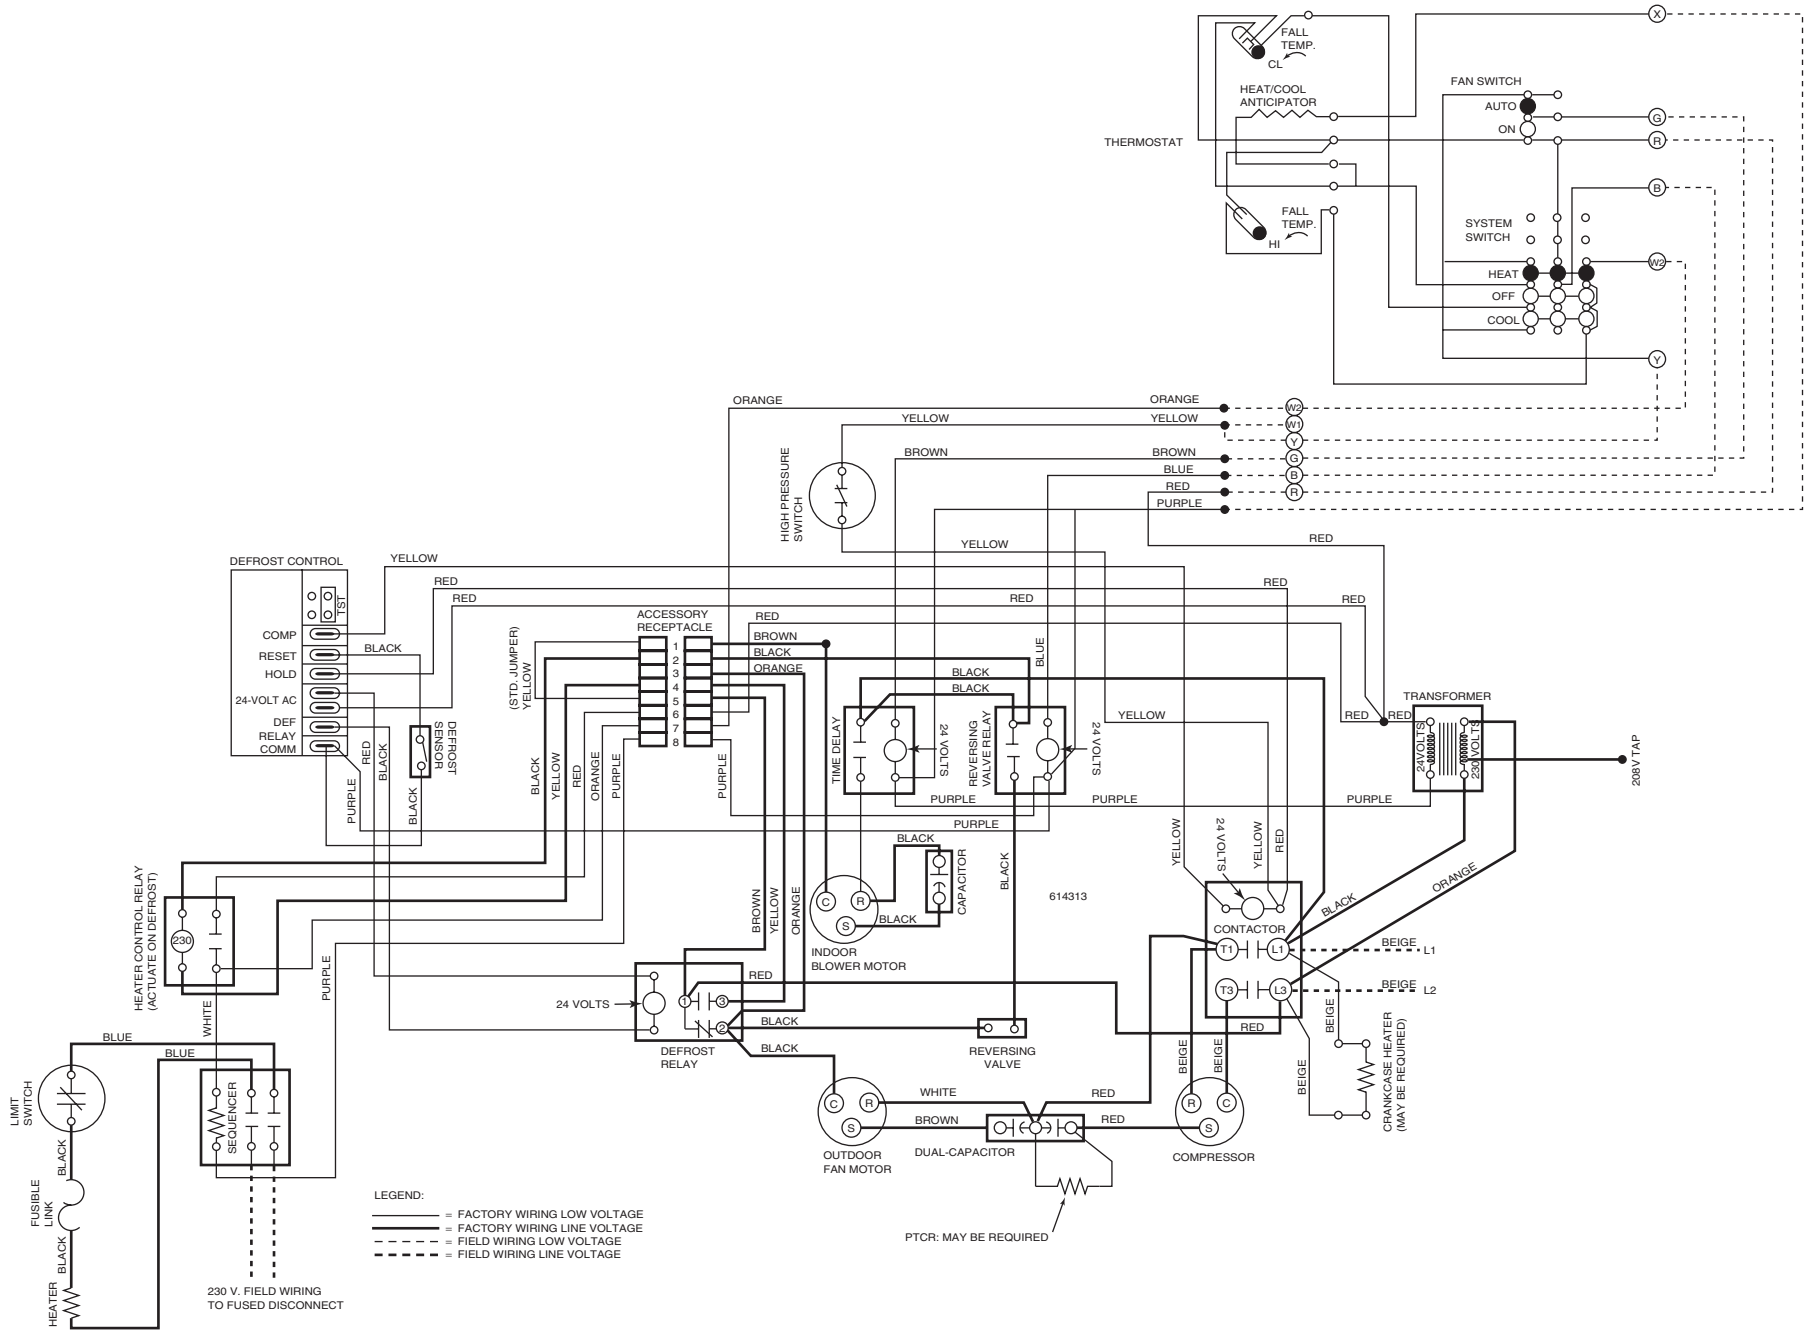 X
FALL
TEMP.
CL
FAN SWITCH
HEAT/COOL
ANTICIPATOR
AUTO
G
ON
THERMOSTAT
R
B
FALL
TEMP.
HI
SYSTEM
SWITCH
W2
HEAT
OFF
COOL
Y
ORANGE
ORANGE
W2
YELLOW
YELLOW
W1
Y
BROWN
BROWN
G
BLUE
B
RED
R
PURPLE
HIGH PRESSURE
SWITCH
RED
YELLOW
DEFROST CONTROL
YELLOW
RED
RED
RED
RED
RED
TST
ACCESSORY
RECEPTACLE
RED
COMP
BLACK
RESET
HOLD
24-VOLT AC
DEF
RELAY
COMM
(STD. JUMPER)
YELLOW
1
2
3
4
5
6
7
8
BROWN
BLACK
ORANGE
BLACK
BLACK
BLUE
TRANSFORMER
RED
RED
YELLOW
DEFROST
SENSOR
RED
BLACK
PURPLE
BLACK
BLACK
YELLOW
RED
ORANGE
PURPLE
PURPLE
TIME DELAY
24 VOLTS
REVERSING
VALVE RELAY
24 VOLTS
24VOLTS
230 VOLTS
208V TAP
PURPLE
PURPLE
PURPLE
PURPLE
BLACK
CAPACITOR
BLACK
YELLOW
24 VOLTS
YELLOW
RED
HEATER CONTROL RELAY
(ACTUATE ON DEFROST)
230
BROWN
YELLOW
ORANGE
C
R
S
BLACK
614313
BLACK
ORANGE
CONTACTOR
T1
L1
BEIGE
L1
INDOOR
BLOWER MOTOR
PURPLE
WHITE
RED
24 VOLTS
1
3
2
T3
L3
BEIGE
L2
BLACK
RED
DEFROST
RELAY
BLACK
REVERSING
VALVE
BEIGE
BEIGE
BEIGE
BEIGE
CRANKCASE HEATER
(MAY BE REQUIRED)
BLUE
BLUE
LIMIT
SWITCH
SEQUENCER
C
R
S
WHITE
RED
R
C
S
BROWN
RED
OUTDOOR
FAN MOTOR
DUAL-CAPACITOR
COMPRESSOR
BLACK
FUSIBLE
LINK
BLACK
HEATER
PTCR: MAY BE REQUIRED
LEGEND:
= FACTORY WIRING LOW VOLTAGE
= FACTORY WIRING LINE VOLTAGE
= FIELD WIRING LOW VOLTAGE
= FIELD WIRING LINE VOLTAGE
230 V. FIELD WIRING
TO FUSED DISCONNECT